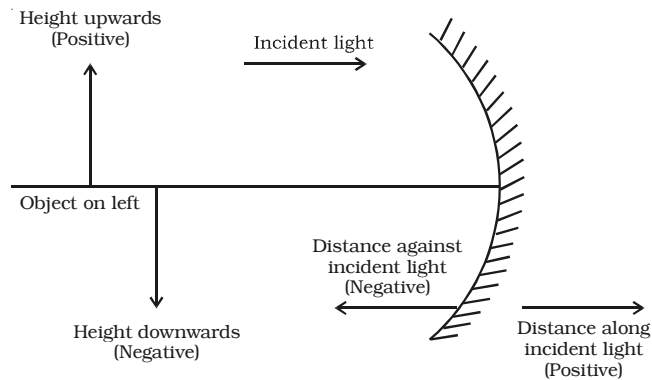 Height upwards
(Positive)
Incident light
Object on left
Distance against
incident light
(Negative)
Height downwards
(Negative)
Distance along
incident light
(Positive)